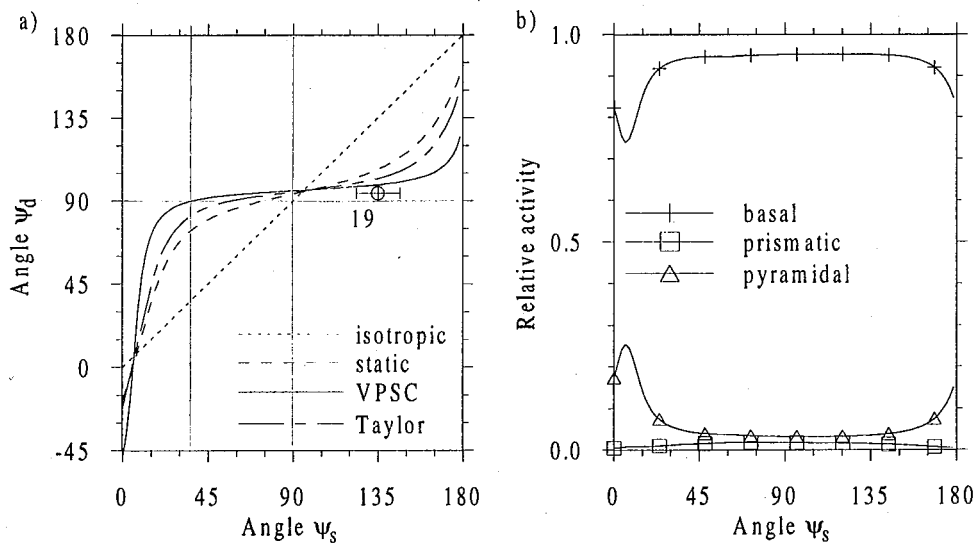 a)
180
135
90
45
0
-45
Angle ψd
19
isotropic
static
VPSC
Taylor
0 45 90 135 180
Angle ψs
b)
1.0
0.5
0.0
Relative activity
basal
prismatic
pyramidal
0 45 90 135 180
Angle ψs